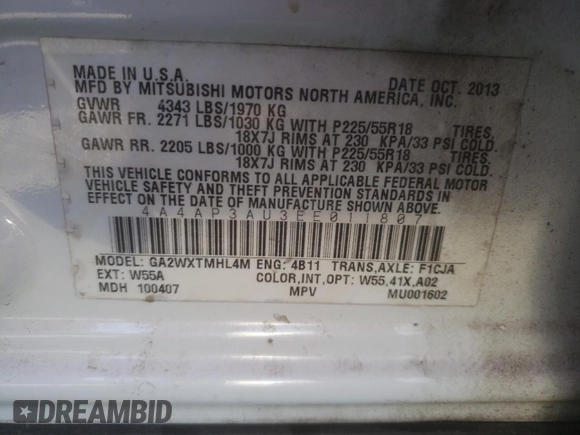 MADE IN U.S.A. DATE OCT. 2013
MFD BY MITSUBISHI MOTORS NORTH AMERICA, INC.
GVWR 4343 LBS/1970 KG
GAWR FR. 2271 LBS/1030 KG WITH P225/55R18 TIRES,
18X7J RIMS AT 230 KPA/33 PSI COLD.
GAWR RR. 2205 LBS/1000 KG WITH P225/55R18 TIRES,
18X7J RIMS AT 230 KPA/33 PSI COLD.
THIS VEHICLE CONFORMS TO ALL APPLICABLE FEDERAL MOTOR
VEHICLE SAFETY AND THEFT PREVENTION STANDARDS IN
EFFECT ON THE DATE OF MANUFACTURE SHOWN ABOVE.
4A4AP3AU3EE011807
MODEL: GA2WXTMHL4M ENG: 4B11 TRANS,AXLE: F1CJA
EXT: W55A COLOR,INT,OPT: W55,41X,A02
MDH 100407 MPV MU001602
DREAMBID